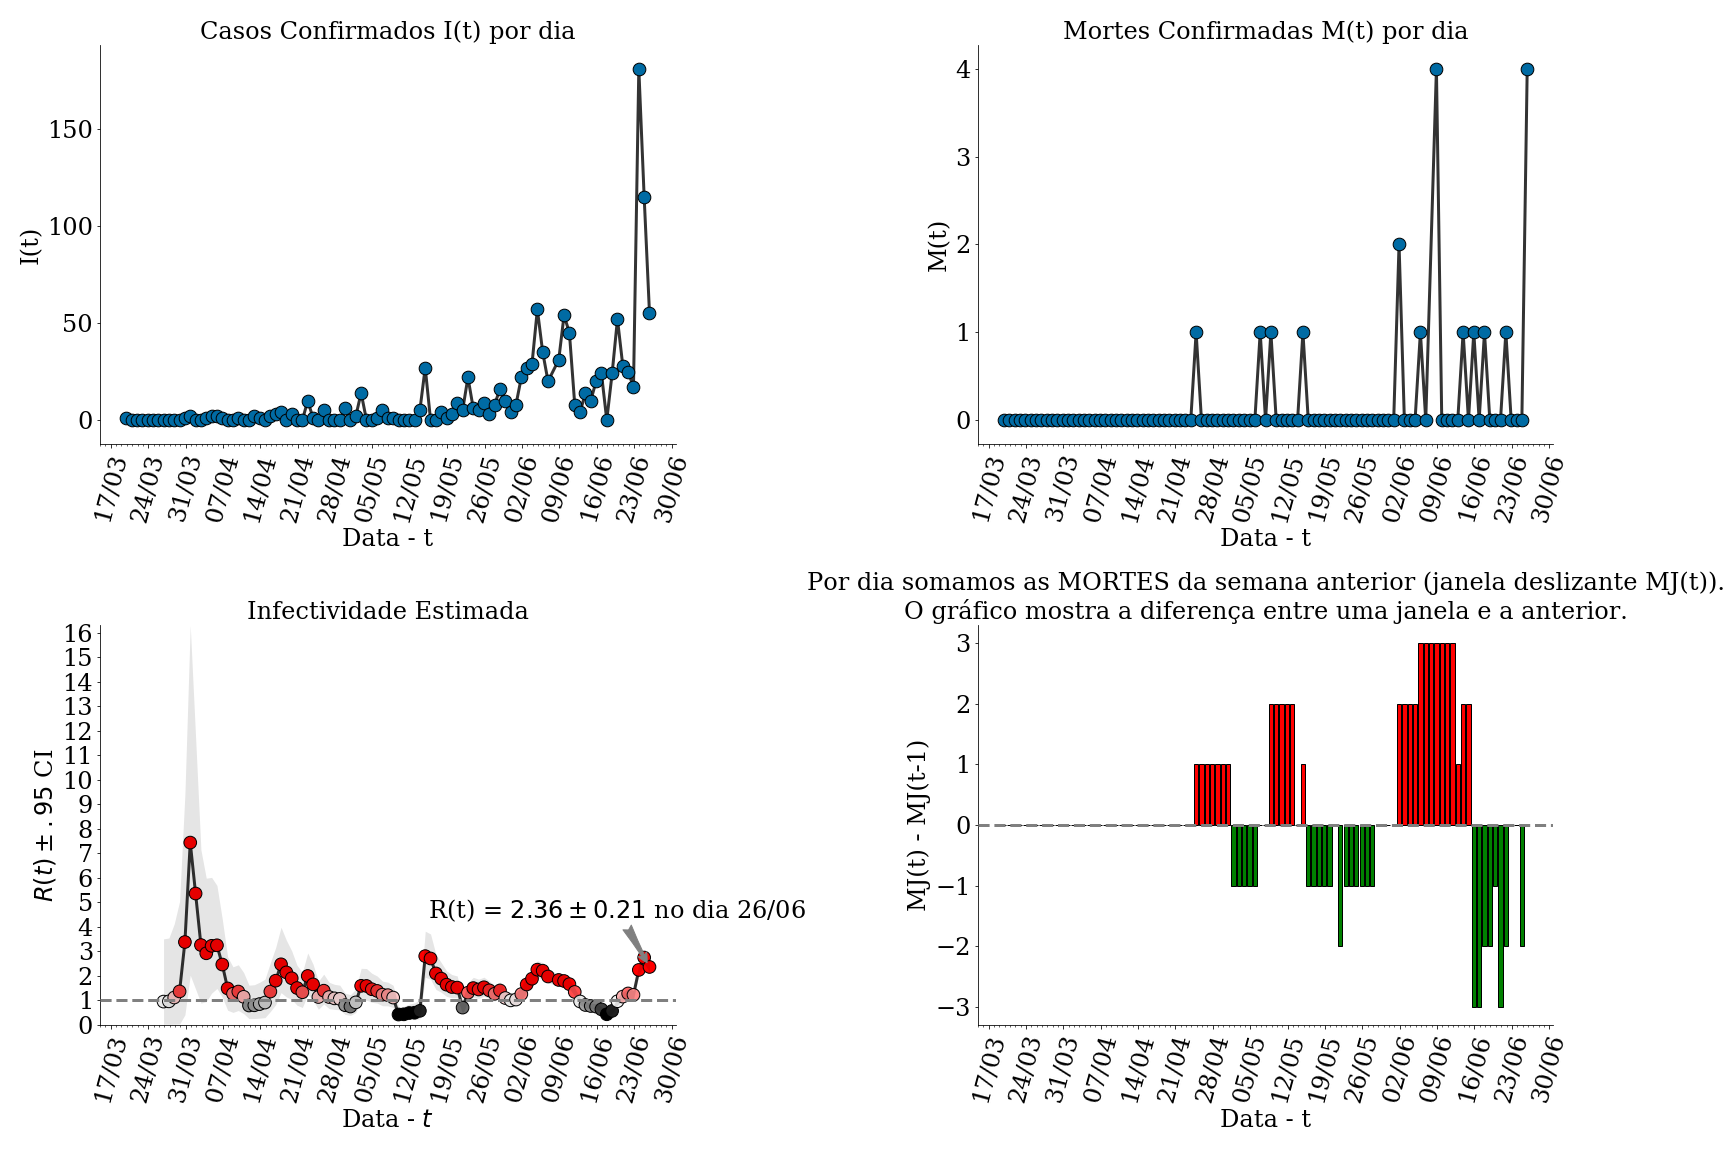 Casos Confirmados I(t) por dia
I(t)
150
100
50
0
17/03 24/03 31/03 07/04 14/04 21/04 28/04 05/05 12/05 19/05 26/05 02/06 09/06 16/06 23/06 30/06
Data - t
Mortes Confirmadas M(t) por dia
M(t)
4
3
2
1
0
17/03 24/03 31/03 07/04 14/04 21/04 28/04 05/05 12/05 19/05 26/05 02/06 09/06 16/06 23/06 30/06
Data - t
Infectividade Estimada
R(t) ± .95 CI
16
15
14
13
12
11
10
9
8
7
6
5
4
3
2
1
0
R(t) = 2.36 ± 0.21 no dia 26/06
17/03 24/03 31/03 07/04 14/04 21/04 28/04 05/05 12/05 19/05 26/05 02/06 09/06 16/06 23/06 30/06
Data - t
Por dia somamos as MORTES da semana anterior (janela deslizante MJ(t)).
O gráfico mostra a diferença entre uma janela e a anterior.
MJ(t) - MJ(t-1)
3
2
1
0
−1
−2
−3
17/03 24/03 31/03 07/04 14/04 21/04 28/04 05/05 12/05 19/05 26/05 02/06 09/06 16/06 23/06 30/06
Data - t